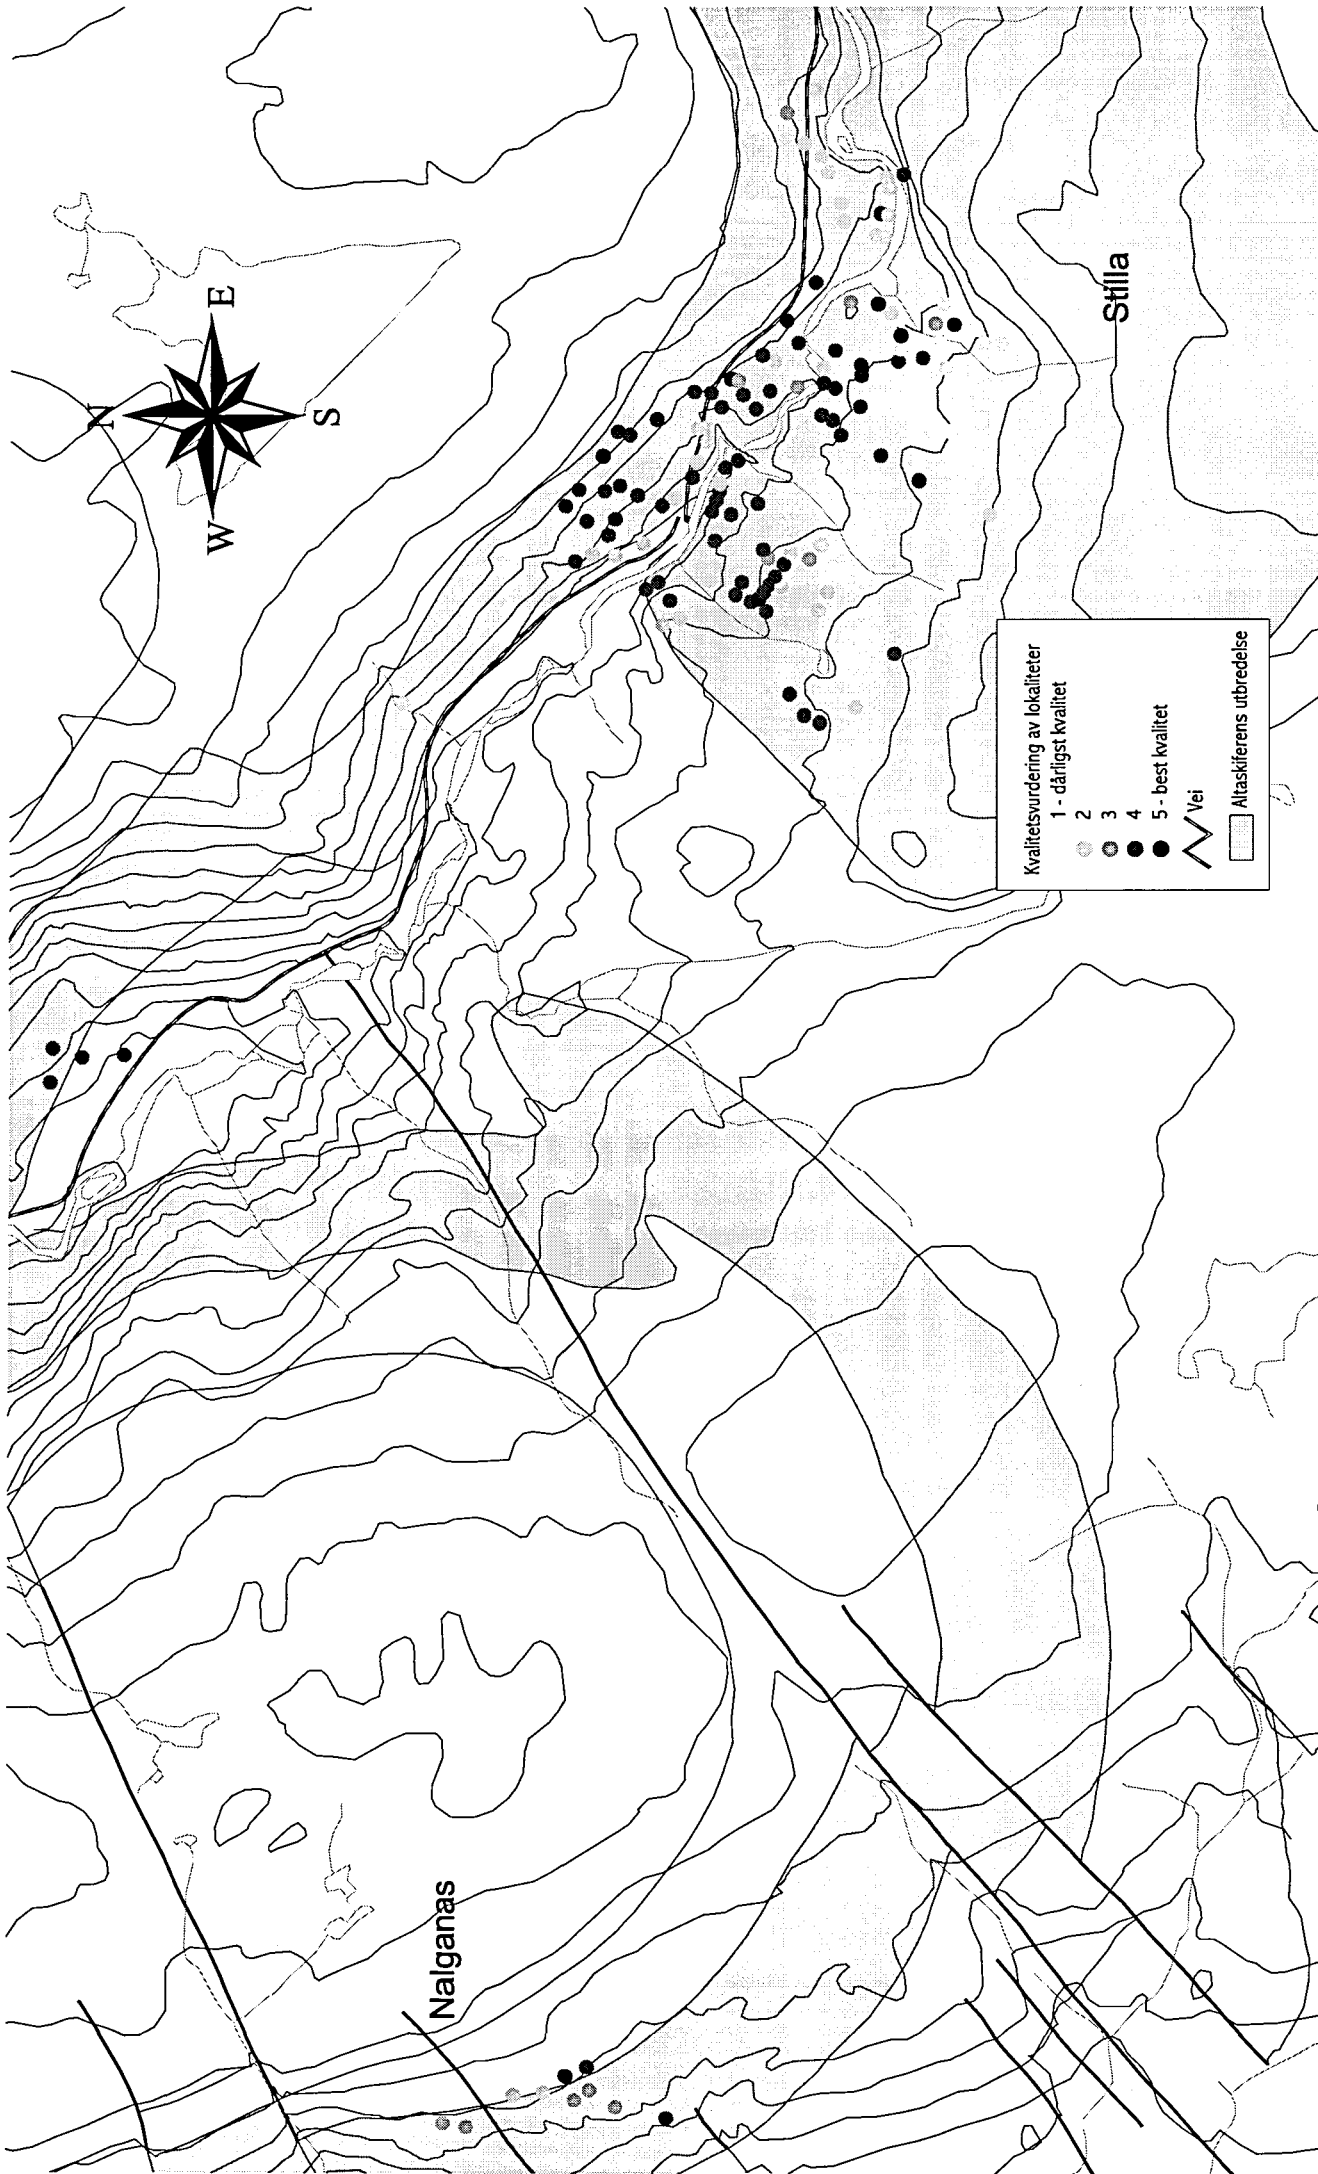 N
W
E
S
Stilla
Nalganas
Kvalitetsvurdering av lokaliteter
1 - dårligst kvalitet
2
3
4
5 - best kvalitet
Vei
Altaskiferens utbredelse